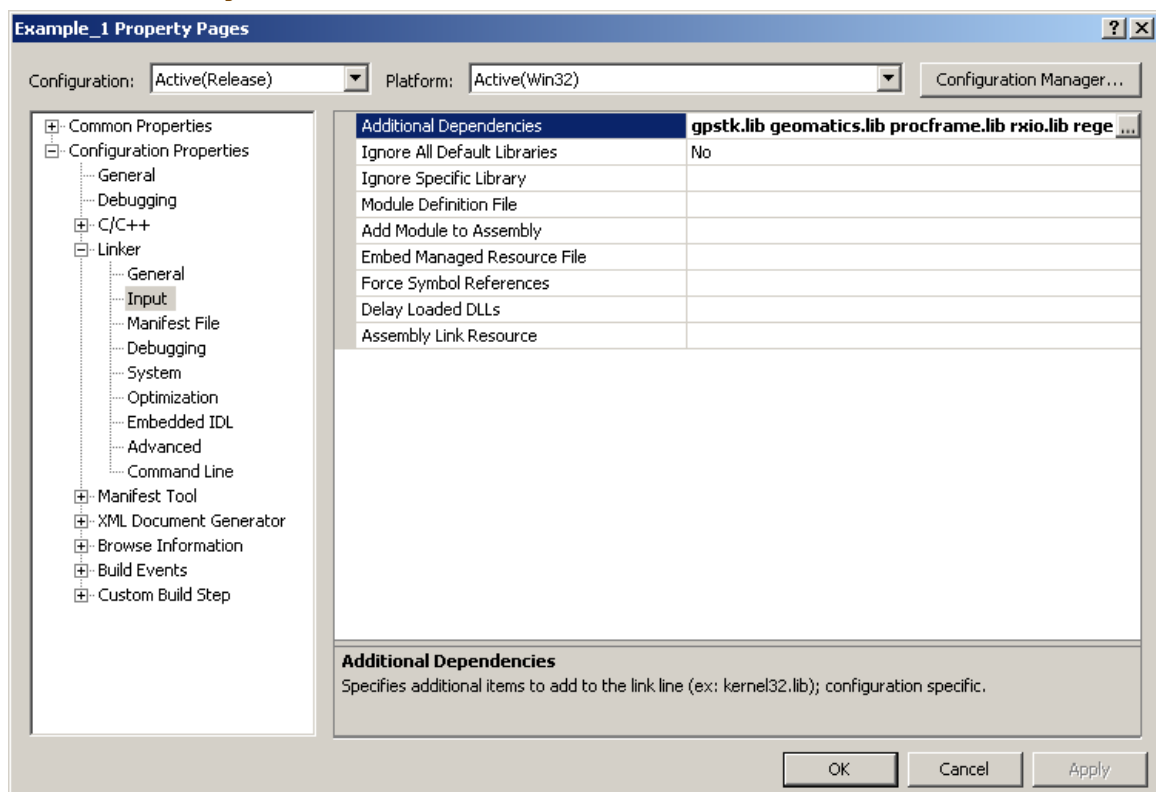 Example_1 Property Pages
Configuration: Active(Release) Platform: Active(Win32) Configuration Manager...
Common Properties
Configuration Properties
General
Debugging
C/C++
Linker
General
Input
Manifest File
Debugging
System
Optimization
Embedded IDL
Advanced
Command Line
Manifest Tool
XML Document Generator
Browse Information
Build Events
Custom Build Step
Additional Dependencies gpstk.lib geomatics.lib procframe.lib rxio.lib rege ...
Ignore All Default Libraries No
Ignore Specific Library
Module Definition File
Add Module to Assembly
Embed Managed Resource File
Force Symbol References
Delay Loaded DLLs
Assembly Link Resource
Additional Dependencies
Specifies additional items to add to the link line (ex: kernel32.lib); configuration specific.
OK Cancel Apply